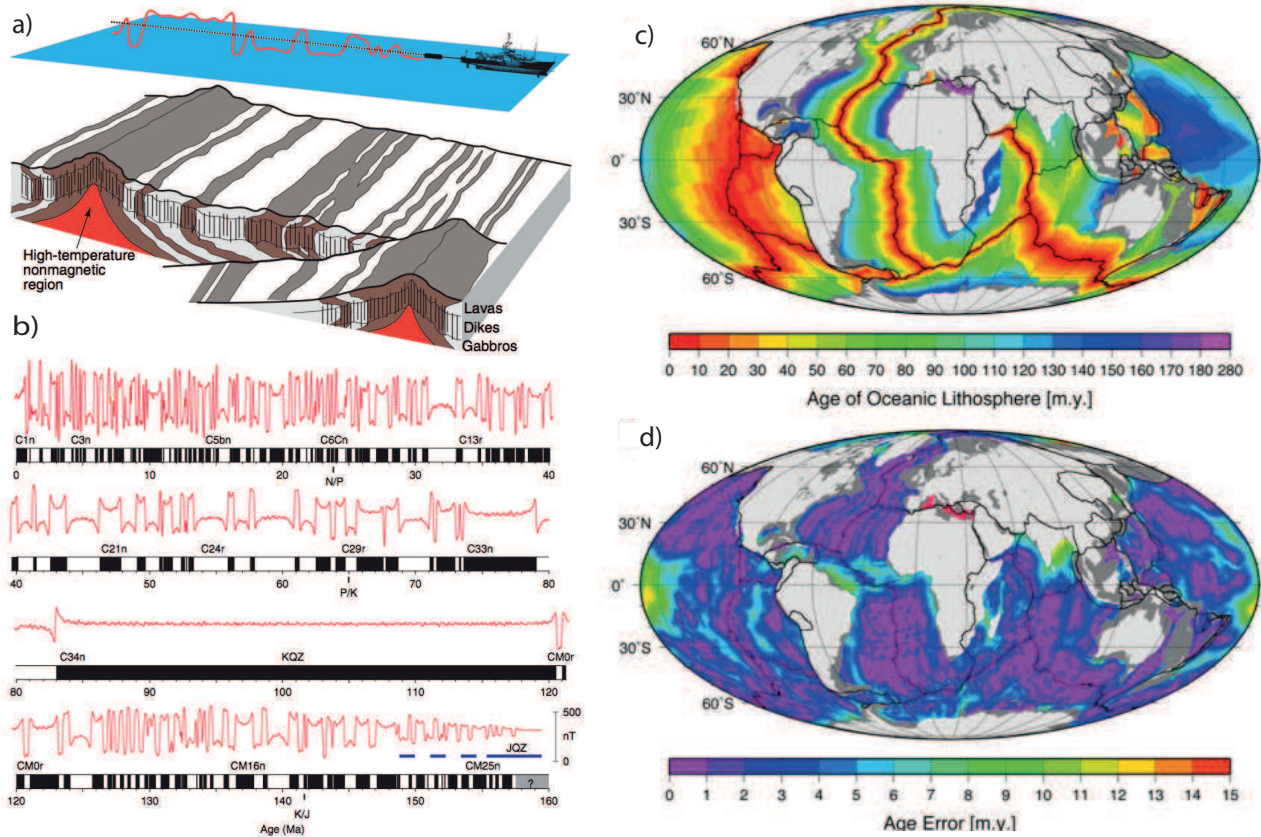 a)
High-temperature
nonmagnetic
region
Lavas
Dikes
Gabbros
b)
C1n C3n C5bn C6Cn C13r
0 10 20 30 40
N/P
C21n C24r C29r C33n
40 50 60 70 80
P/K
C34n KQZ CM0r
80 90 100 110 120
500
nT
0
JQZ
CM0r CM16n CM25n
?
120 130 140 150 160
K/J
Age (Ma)
c)
60˚N
30˚N
0˚
30˚S
60˚S
0 10 20 30 40 50 60 70 80 90 100 110 120 130 140 150 160 170 180 280
Age of Oceanic Lithosphere [m.y.]
d)
60˚N
30˚N
0˚
30˚S
60˚S
0 1 2 3 4 5 6 7 8 9 10 11 12 13 14 15
Age Error [m.y.]